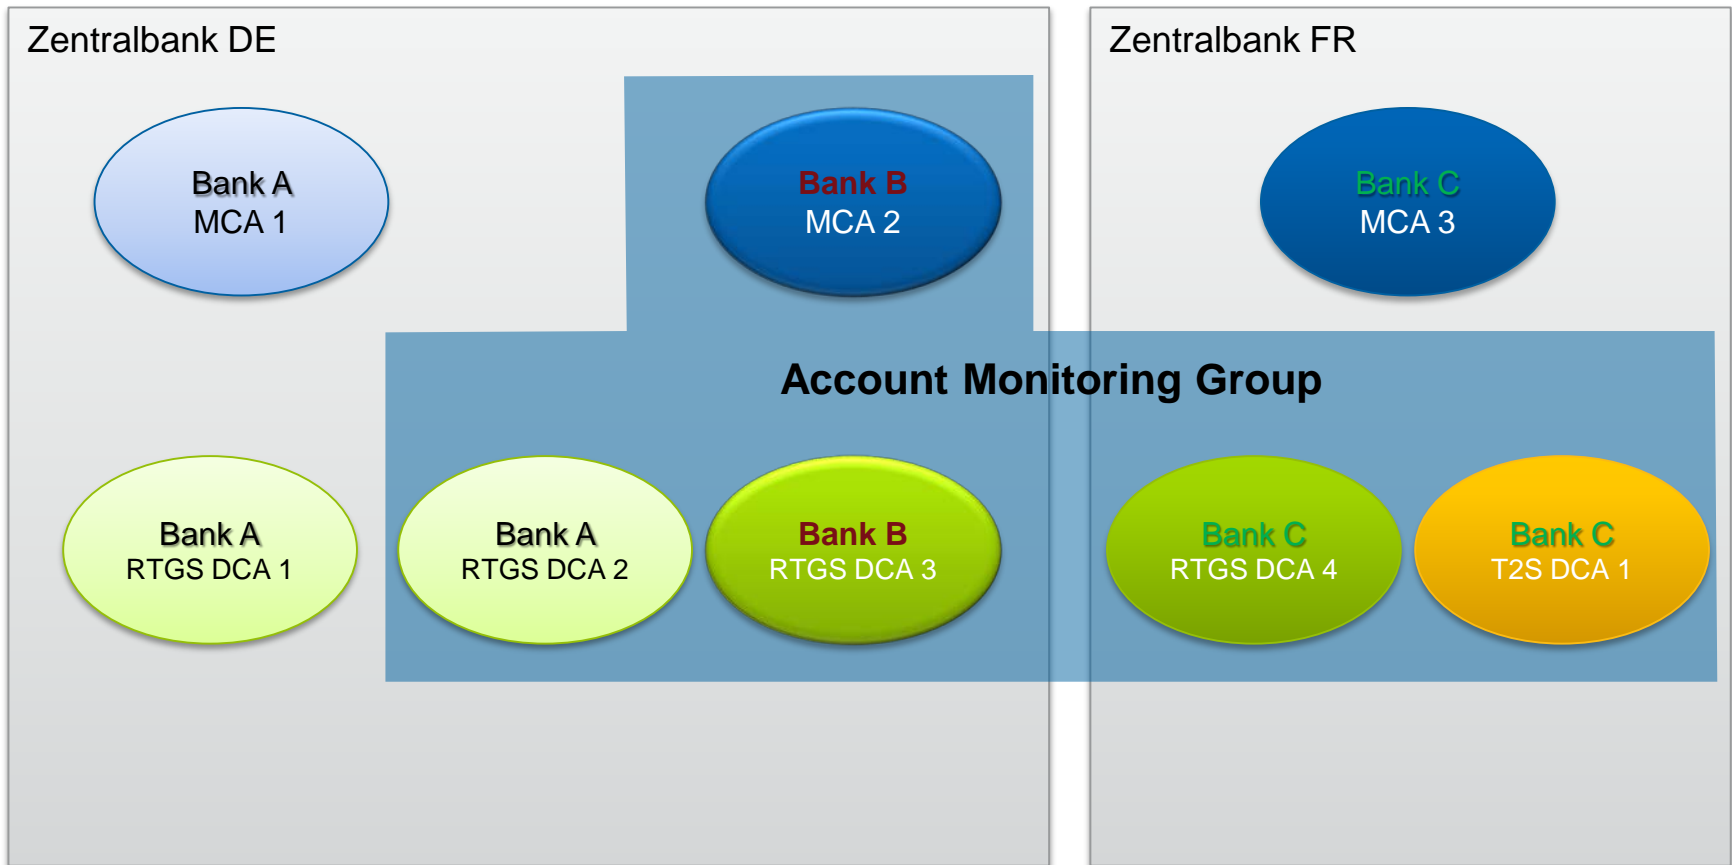 Zentralbank DE
Zentralbank FR
Bank A
MCA 1
Bank B
MCA 2
Bank C
MCA 3
Account Monitoring Group
Bank A
RTGS DCA 1
Bank A
RTGS DCA 2
Bank B
RTGS DCA 3
Bank C
RTGS DCA 4
Bank C
T2S DCA 1